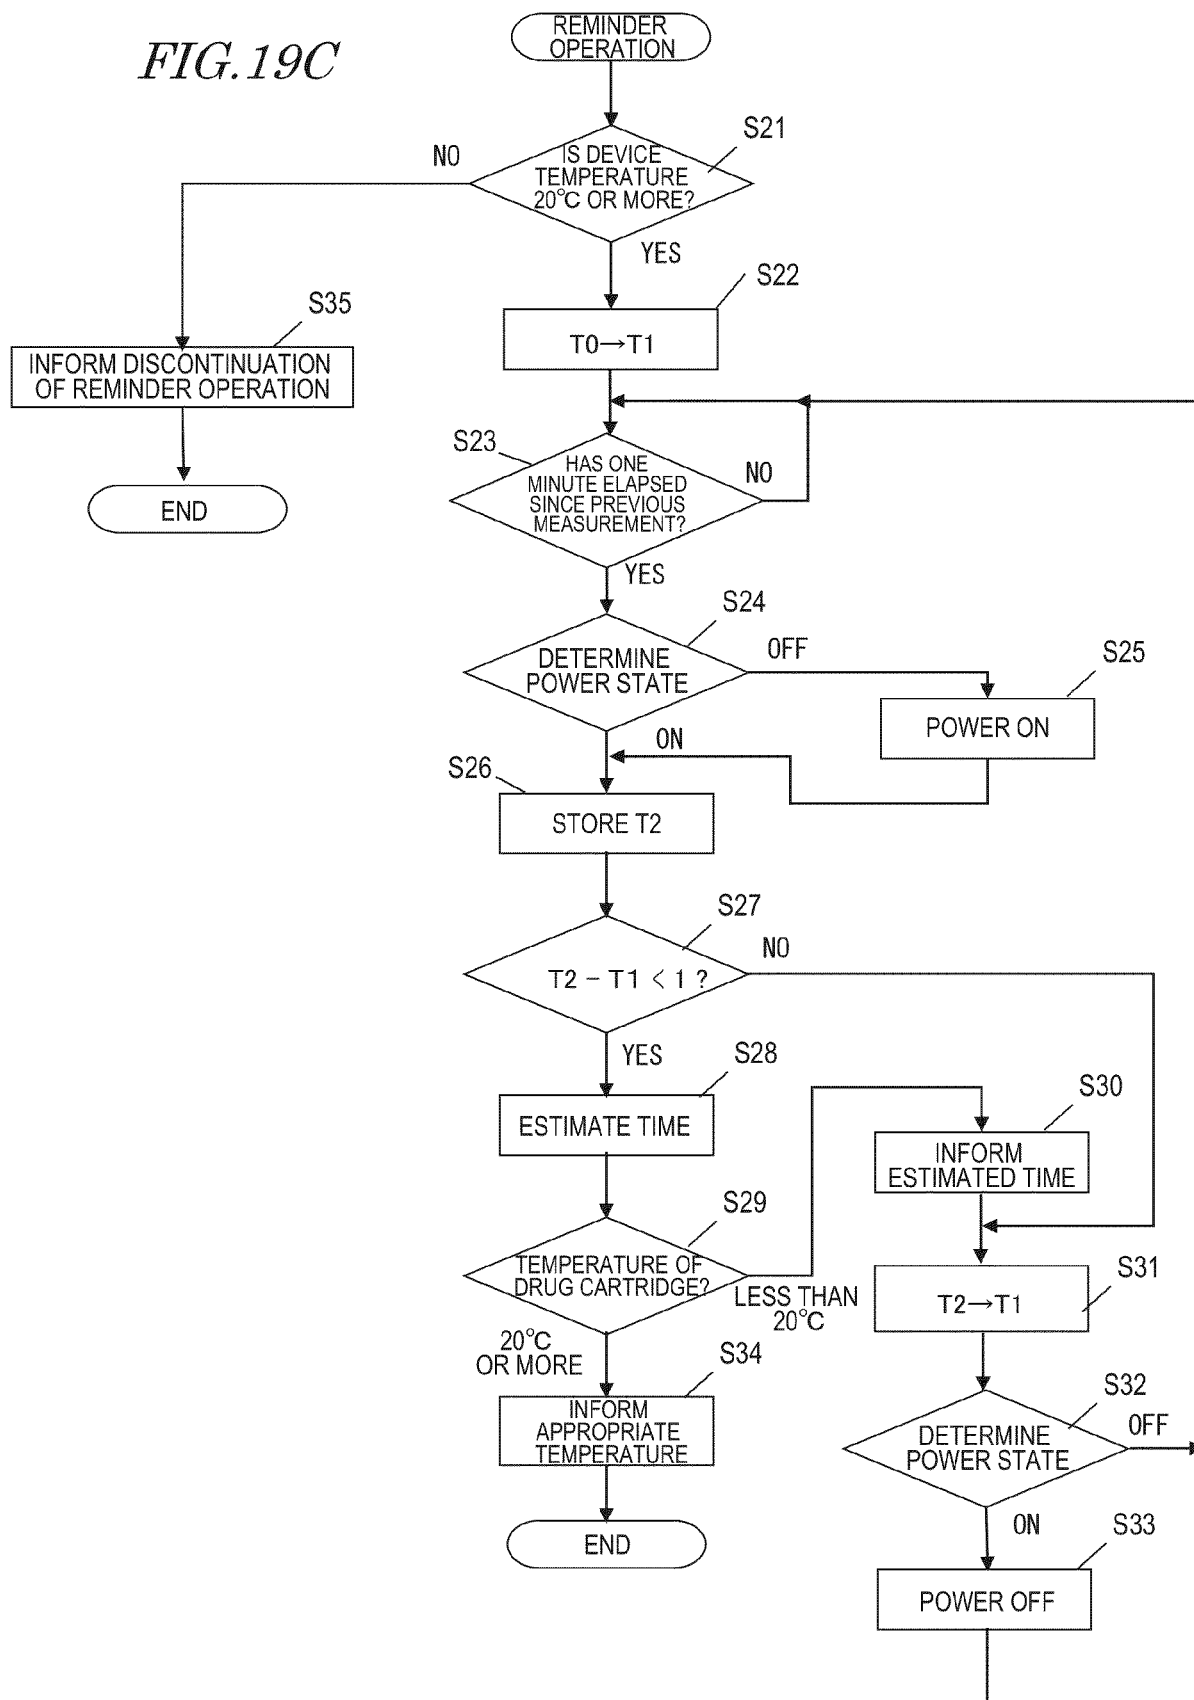 FIG.19C
REMINDER
OPERATION
S21
NO
IS DEVICE
TEMPERATURE
20℃ OR MORE?
YES
S22
T0→T1
S35
INFORM DISCONTINUATION
OF REMINDER OPERATION
END
S23
HAS ONE
MINUTE ELAPSED
SINCE PREVIOUS
MEASUREMENT?
NO
YES
S24
DETERMINE
POWER STATE
OFF
S25
POWER ON
ON
S26
STORE T2
S27
T2 − T1 < 1 ?
NO
YES
S28
ESTIMATE TIME
S30
INFORM
ESTIMATED TIME
S29
TEMPERATURE OF
DRUG CARTRIDGE?
LESS THAN
20℃
S31
T2→T1
20℃
OR MORE
S34
INFORM
APPROPRIATE
TEMPERATURE
S32
DETERMINE
POWER STATE
OFF
ON
END
S33
POWER OFF